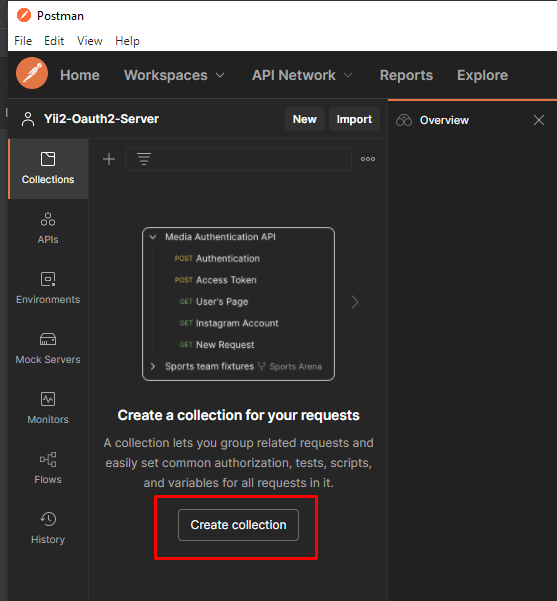 Postman
File Edit View Help
Home Workspaces API Network Reports Explore
Yii2-Oauth2-Server New Import
Overview
Collections
APIs
Environments
Mock Servers
Monitors
Flows
History
Media Authentication API
POST Authentication
POST Access Token
GET User's Page
GET Instagram Account
GET New Request
Sports team fixtures Sports Arena
Create a collection for your requests
A collection lets you group related requests and
easily set common authorization, tests, scripts,
and variables for all requests in it.
Create collection